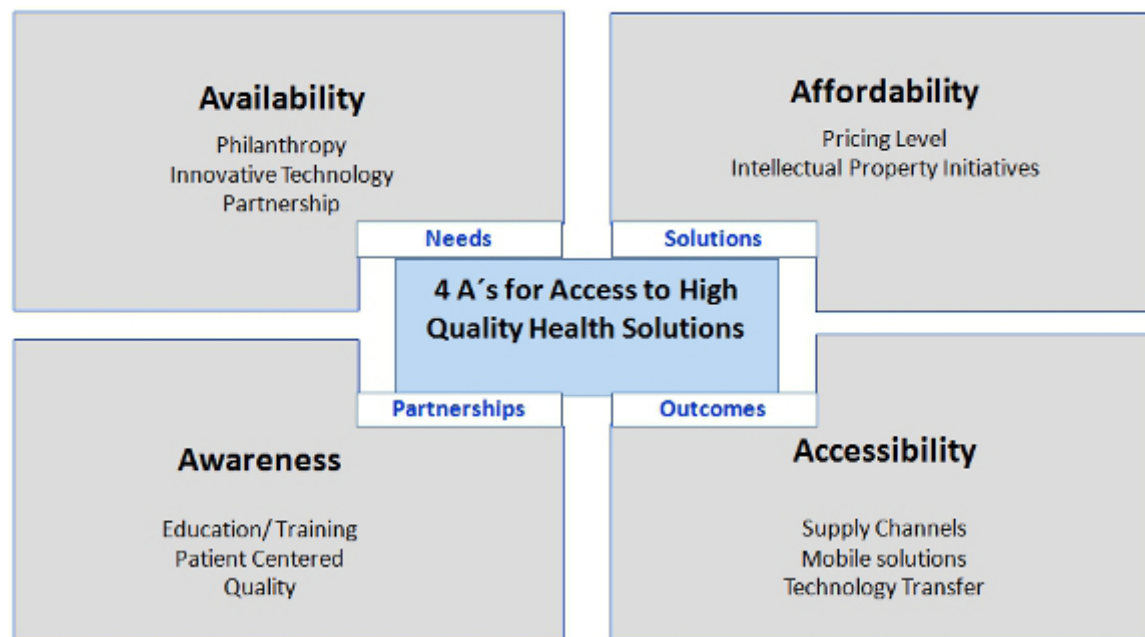 Availability
Philanthropy
Innovative Technology
Partnership
Needs
Affordability
Pricing Level
Intellectual Property Initiatives
Solutions
4 A´s for Access to High
Quality Health Solutions
Partnerships
Awareness
Education/ Training
Patient Centered
Quality
Outcomes
Accessibility
Supply Channels
Mobile solutions
Technology Transfer